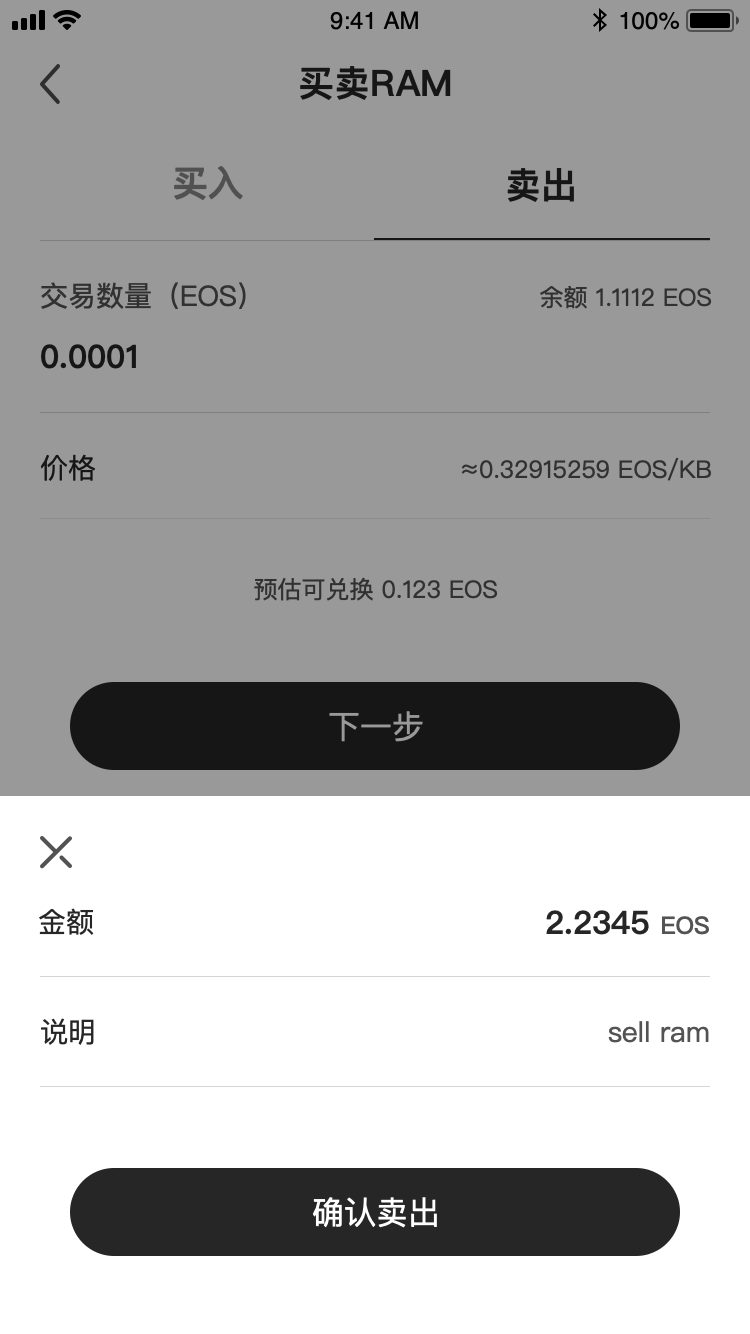 9:41 AM 100%
买卖RAM
买入 卖出
交易数量（EOS） 余额 1.1112 EOS
0.0001
价格 ≈0.32915259 EOS/KB
预估可兑换 0.123 EOS
下一步
金额 2.2345 EOS
说明 sell ram
确认卖出